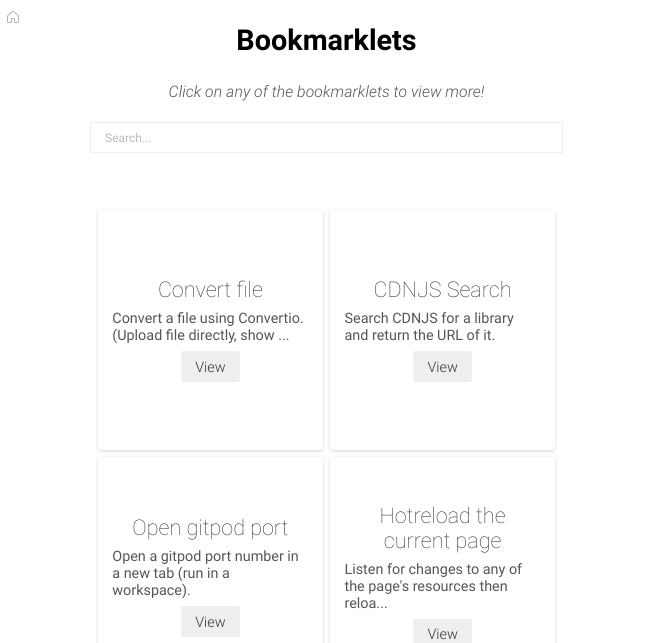 Bookmarklets
Click on any of the bookmarklets to view more!
Search...
Convert file
Convert a file using Convertio.
(Upload file directly, show ...
View
CDNJS Search
Search CDNJS for a library
and return the URL of it.
View
Open gitpod port
Open a gitpod port number in
a new tab (run in a
workspace).
View
Hotreload the
current page
Listen for changes to any of
the page's resources then
reloa...
View